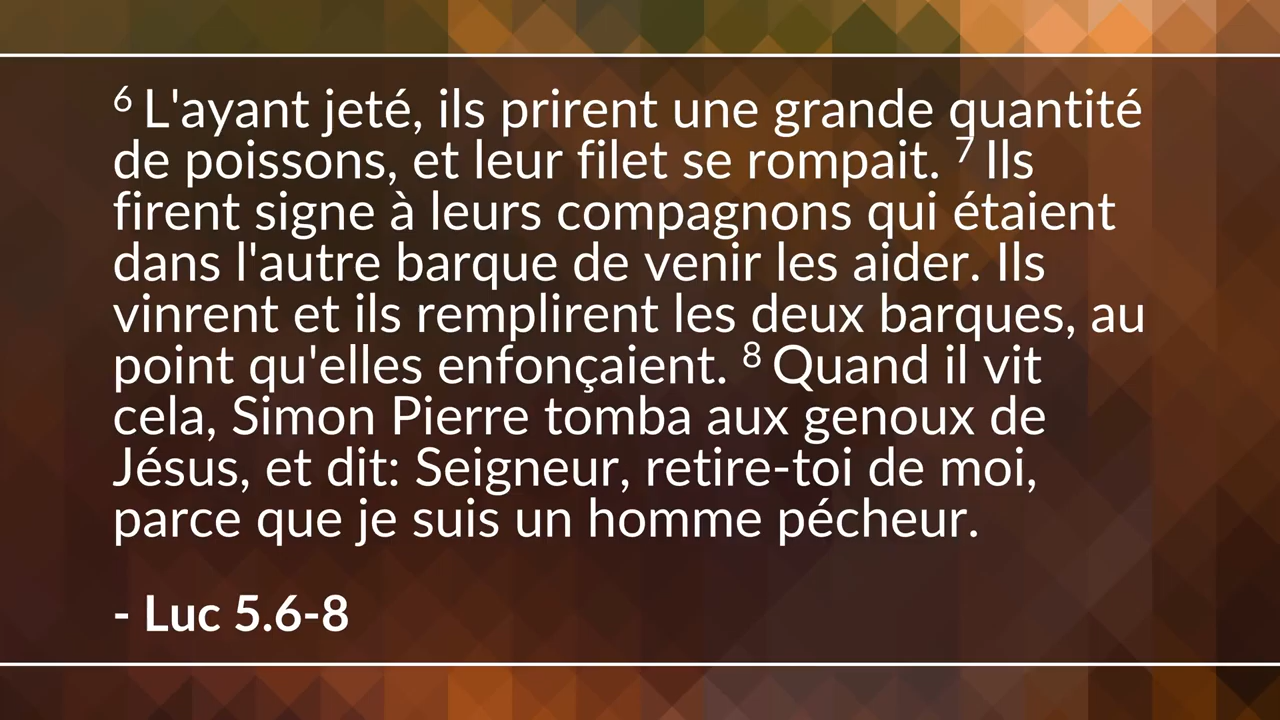 6 L'ayant jeté, ils prirent une grande quantité
de poissons, et leur filet se rompait. 7 Ils
firent signe à leurs compagnons qui étaient
dans l'autre barque de venir les aider. Ils
vinrent et ils remplirent les deux barques, au
point qu'elles enfonçaient. 8 Quand il vit
cela, Simon Pierre tomba aux genoux de
Jésus, et dit: Seigneur, retire-toi de moi,
parce que je suis un homme pécheur.
- Luc 5.6-8